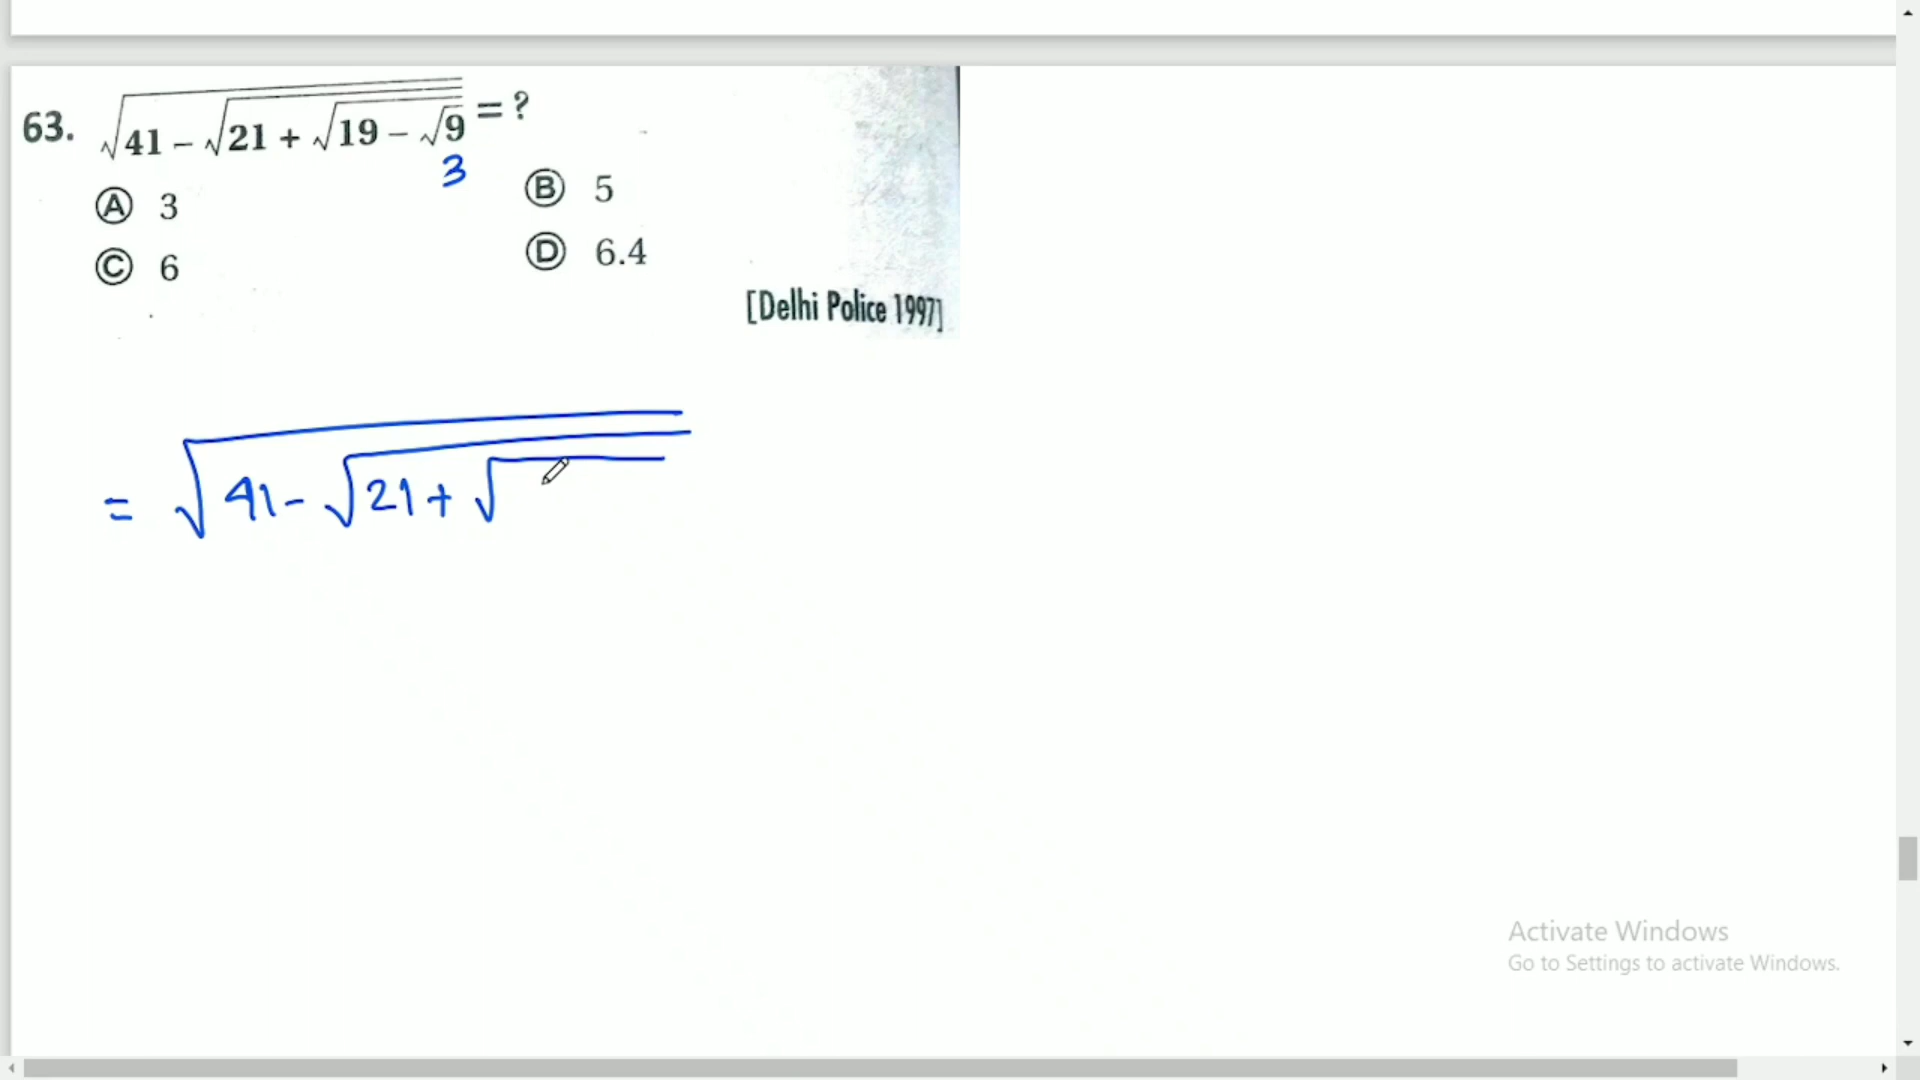 63. √41 – √21 + √19 – √9 = ?
3
Ⓐ 3 Ⓑ 5
Ⓒ 6 Ⓓ 6.4
[Delhi Police 1997]
= √41 - √21 + √
Activate Windows
Go to Settings to activate Windows.